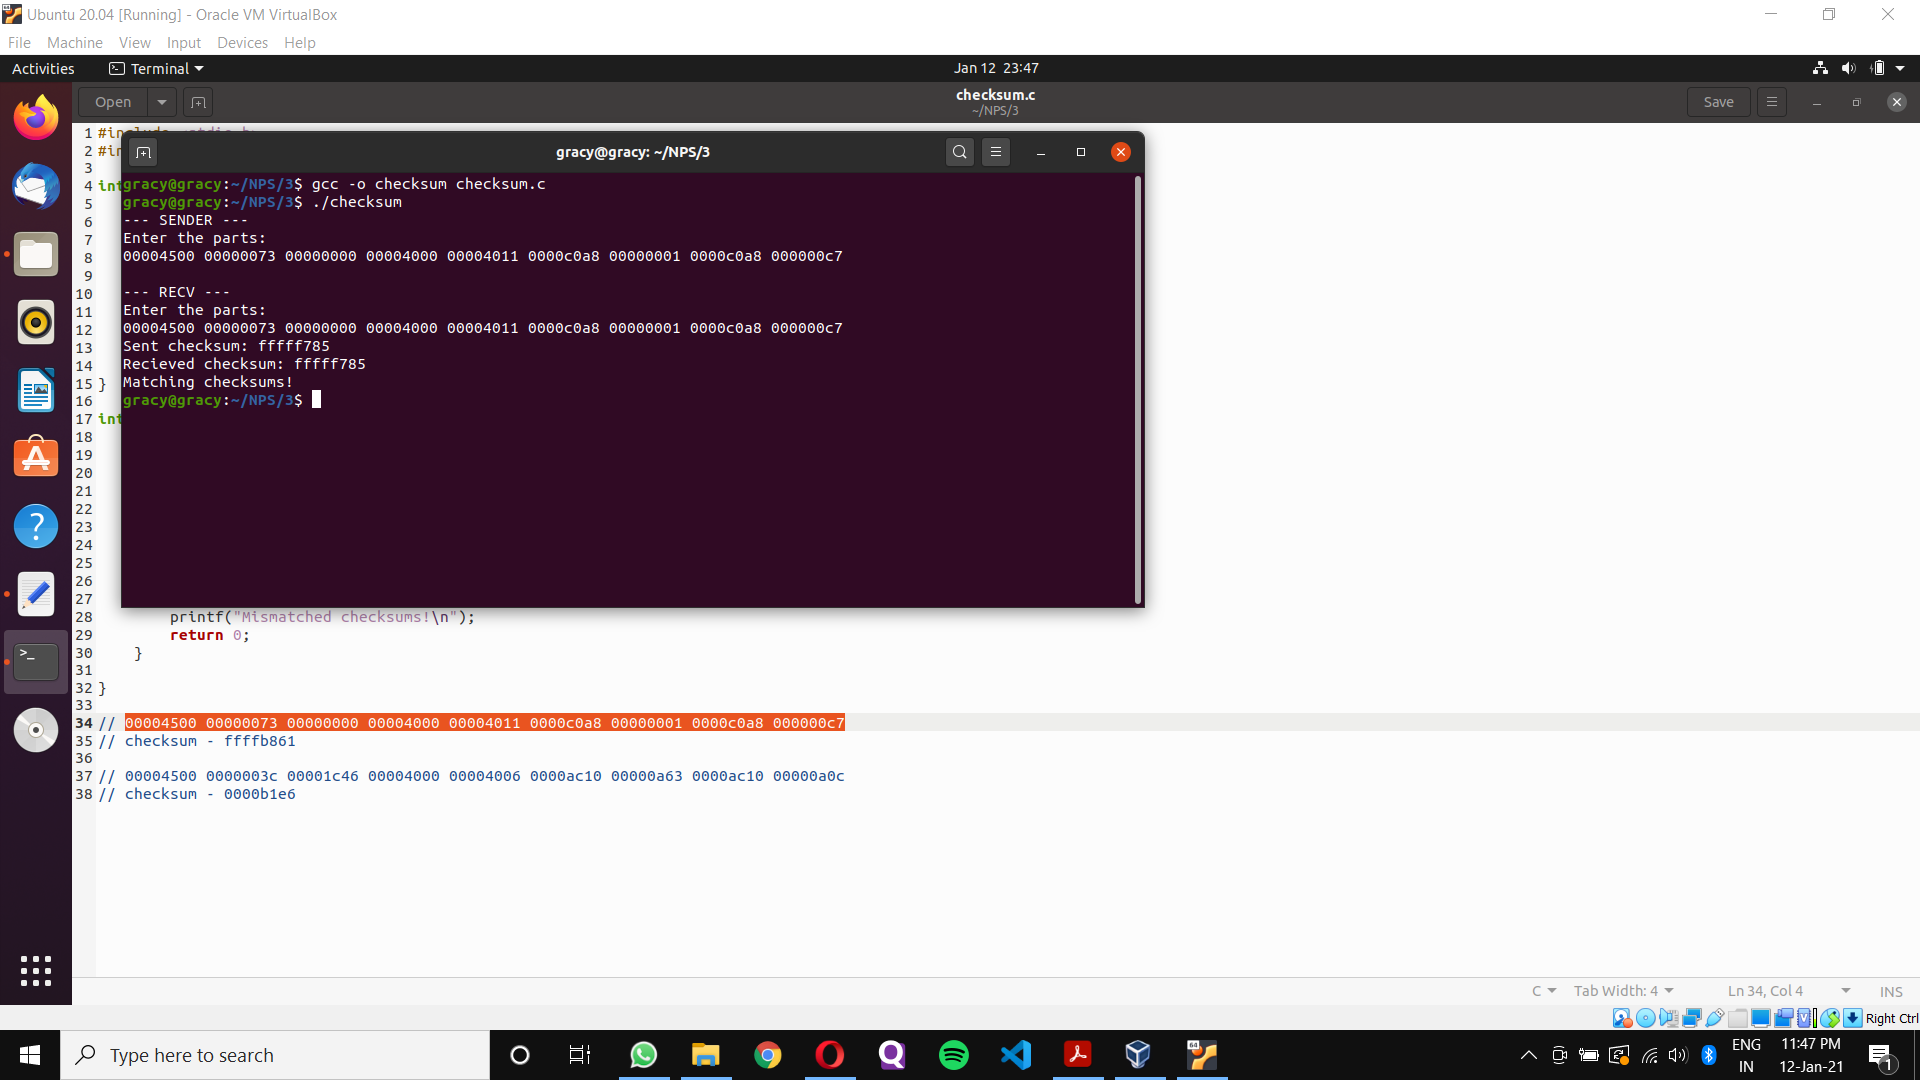 Ubuntu 20.04 [Running] - Oracle VM VirtualBox
File Machine View Input Devices Help
Activities Terminal Jan 12 23:47
Open checksum.c Save
~/NPS/3
1 #include
2
gracy@gracy: ~/NPS/3
3
4 int
gracy@gracy:~/NPS/3$ gcc -o checksum checksum.c
5
gracy@gracy:~/NPS/3$ ./checksum
6
--- SENDER ---
7
Enter the parts:
8
00004500 00000073 00000000 00004000 00004011 0000c0a8 00000001 0000c0a8 000000c7
9
10
--- RECV ---
11
Enter the parts:
12
00004500 00000073 00000000 00004000 00004011 0000c0a8 00000001 0000c0a8 000000c7
13
Sent checksum: fffff785
14
Recieved checksum: fffff785
15 }
Matching checksums!
16
gracy@gracy:~/NPS/3$
17 int
18
19
20
21
22
23
24
25
26
27
28 printf("Mismatched checksums!\n");
29 return 0;
30 }
31
32 }
33
34 // 00004500 00000073 00000000 00004000 00004011 0000c0a8 00000001 0000c0a8 000000c7
35 // checksum - ffffb861
36
37 // 00004500 0000003c 00001c46 00004000 00004006 0000ac10 00000a63 0000ac10 00000a0c
38 // checksum - 0000b1e6
C Tab Width: 4 Ln 34, Col 4 INS
Right Ctrl
Type here to search
ENG
IN
11:47 PM
12-Jan-21
1